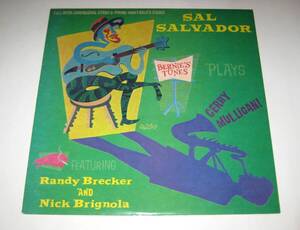 SAL
SALVADOR
BERNIE'S
TUNES
PLAYS
GERRY
MULLIGAN!
FEATURING
Randy Brecker
AND
Nick Brignola